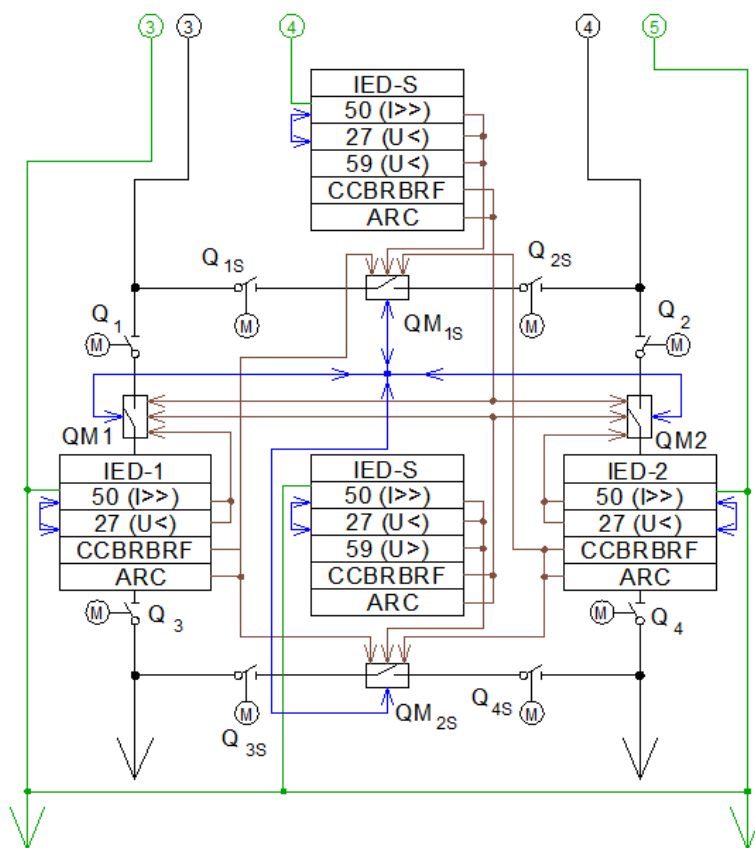 3
3
4
4
5
IED-S
50 (I>>)
27 (U<)
59 (U<)
CCBRBRF
ARC
Q1S
Q2S
M
M
QM1S
Q1
M
Q2
M
QM1
QM2
IED-1
50 (I>>)
27 (U<)
CCBRBRF
ARC
IED-S
50 (I>>)
27 (U<)
59 (U>)
CCBRBRF
ARC
IED-2
50 (I>>)
27 (U<)
CCBRBRF
ARC
M
Q3
M
Q4
Q3S
M
QM2S
Q4S
M